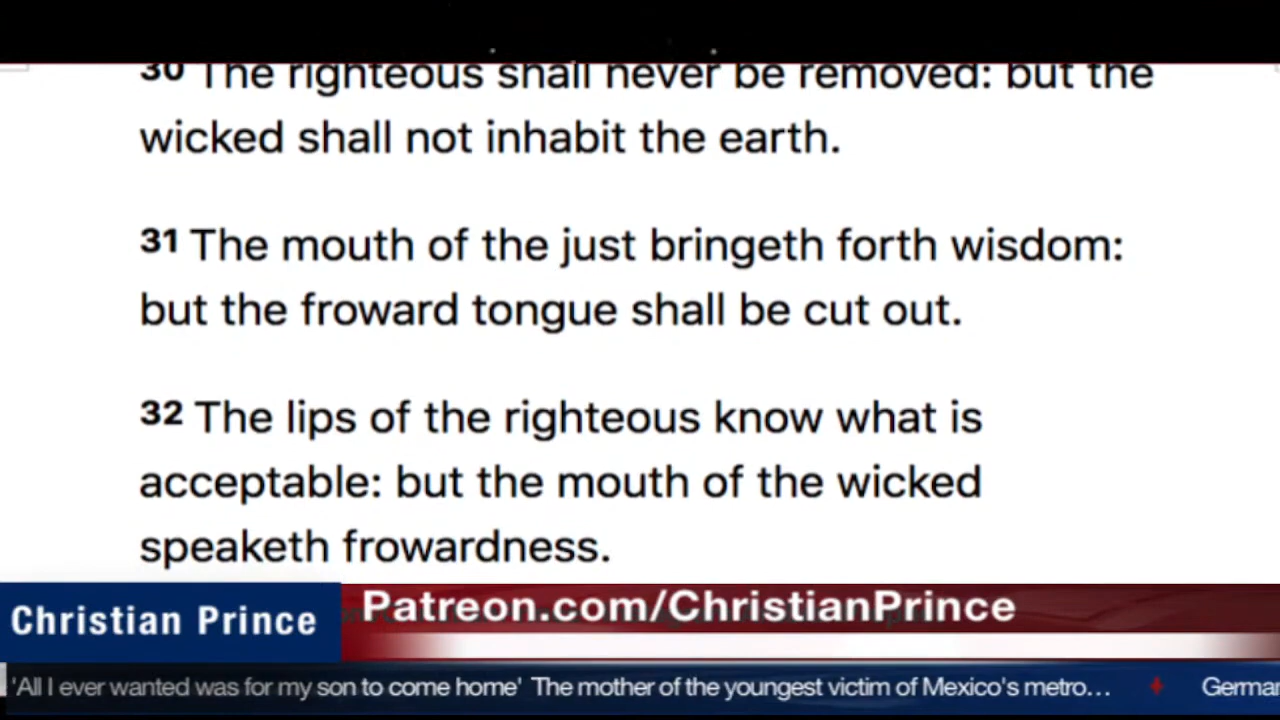 30 The righteous shall never be removed: but the
wicked shall not inhabit the earth.
31 The mouth of the just bringeth forth wisdom:
but the froward tongue shall be cut out.
32 The lips of the righteous know what is
acceptable: but the mouth of the wicked
speaketh frowardness.
Christian Prince
Patreon.com/ChristianPrince
'All I ever wanted was for my son to come home' The mother of the youngest victim of Mexico's metro... German